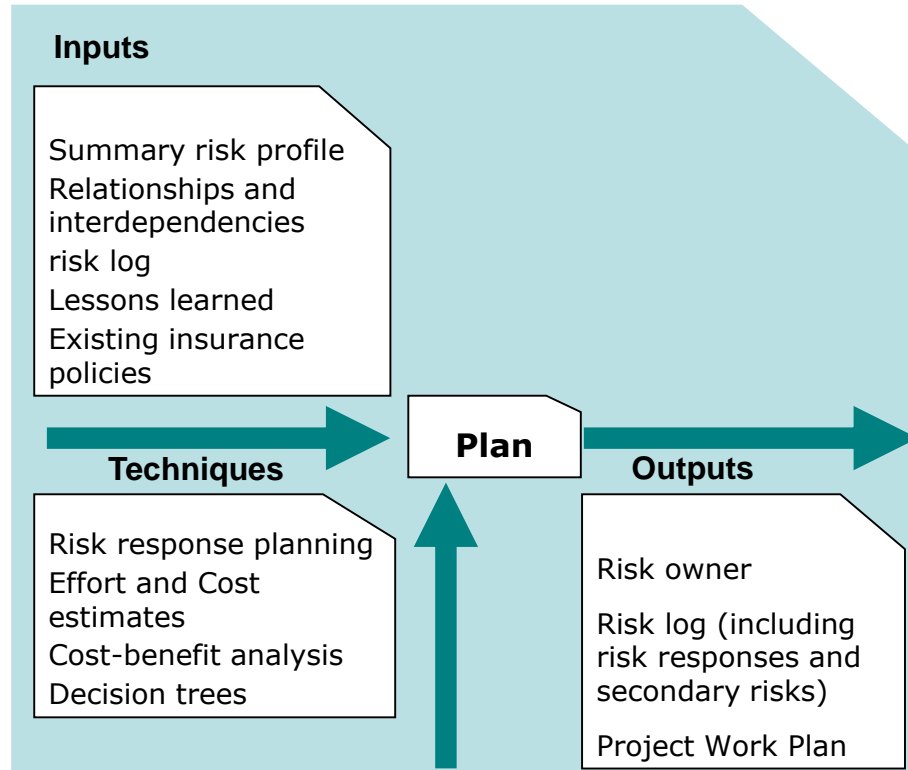 Inputs
Summary risk profile
Relationships and
interdependencies
risk log
Lessons learned
Existing insurance
policies
Plan
Techniques
Outputs
Risk response planning
Effort and Cost
estimates
Cost-benefit analysis
Decision trees
Risk owner
Risk log (including
risk responses and
secondary risks)
Project Work Plan